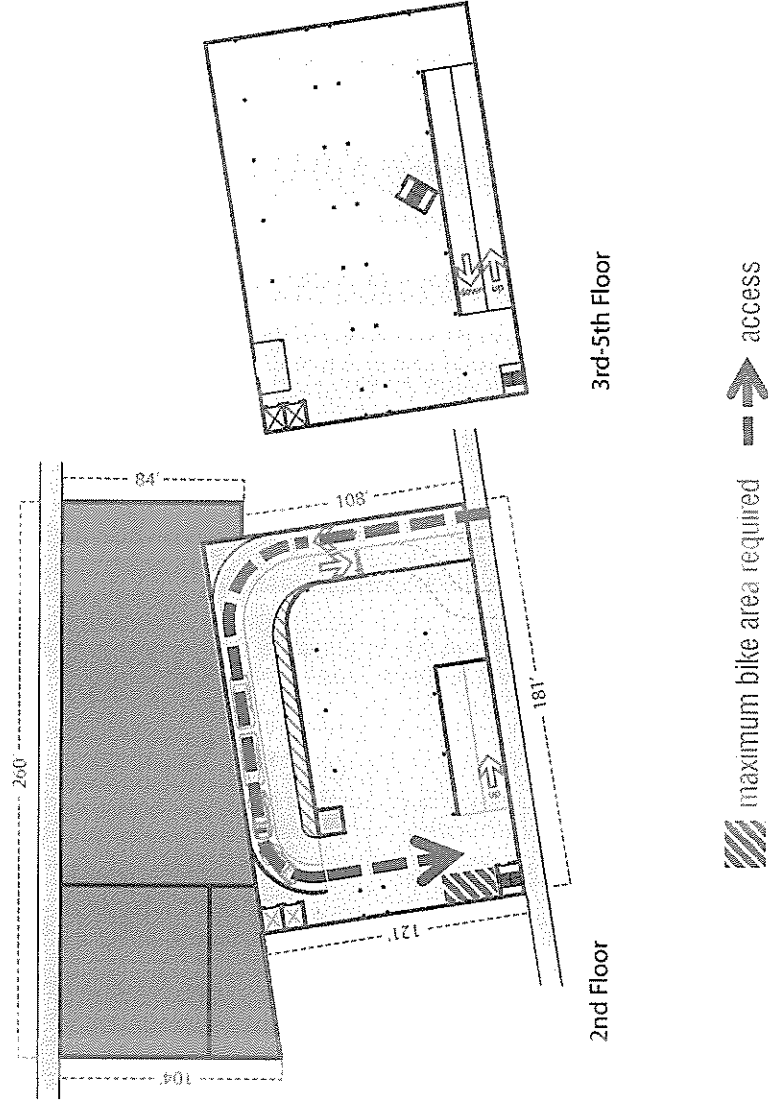 3rd-5th Floor
down
up
260'
84'
108'
181'
up
121'
104'
2nd Floor
maximum bike area required
access